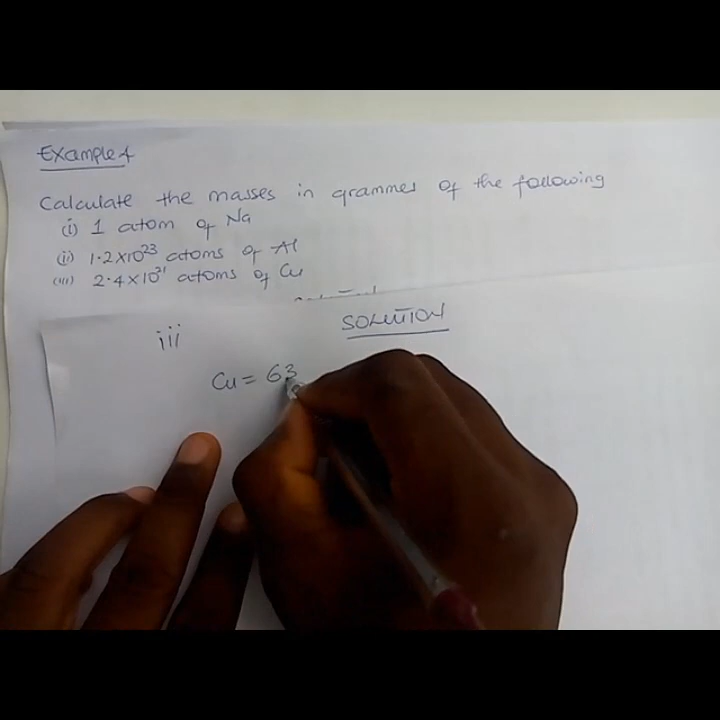 Example 4
Calculate the masses in grammes of the following
(i) 1 atom of Na
(ii) 1.2×10²³ atoms of Al
(iii) 2.4×10³¹ atoms of Cu
SOLUTION
iii
Cu = 63